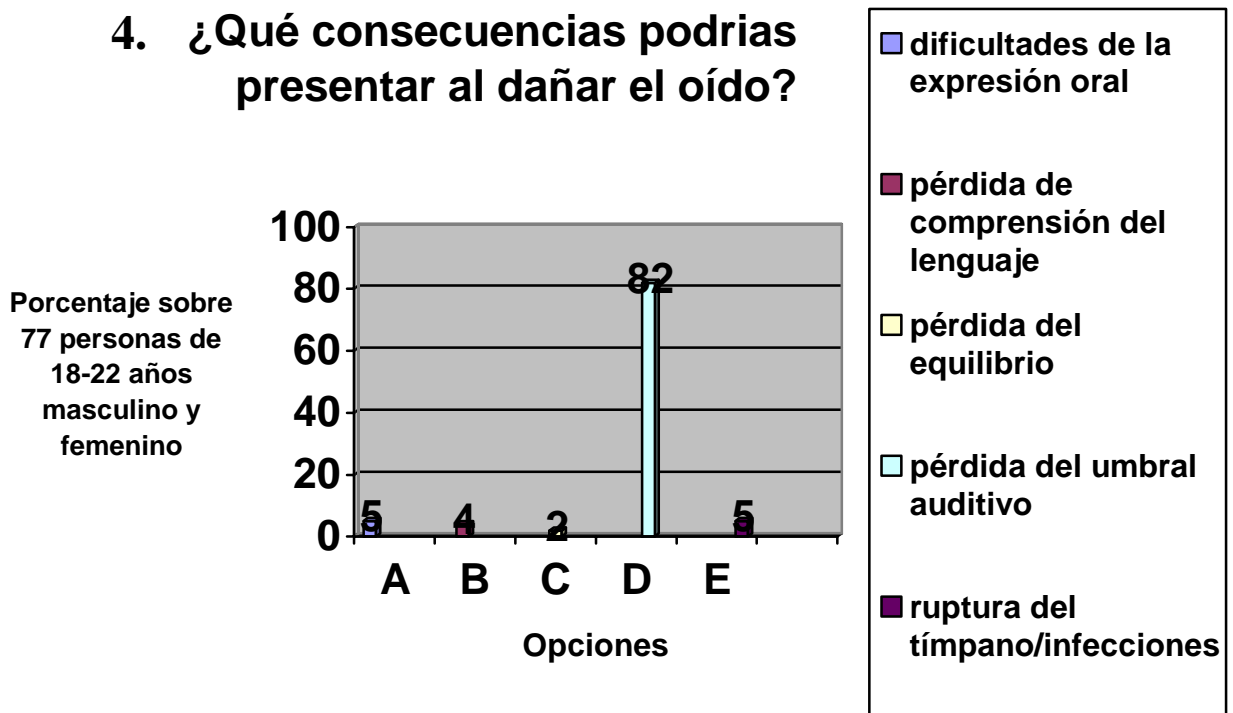 4. ¿Qué consecuencias podrias
presentar al dañar el oído?
Porcentaje sobre
77 personas de
18-22 años
masculino y
femenino
100
80
60
40
20
0
5
4
2
82
5
A B C D E
Opciones
dificultades de la
expresión oral
pérdida de
comprensión del
lenguaje
pérdida del
equilibrio
pérdida del umbral
auditivo
ruptura del
tímpano/infecciones